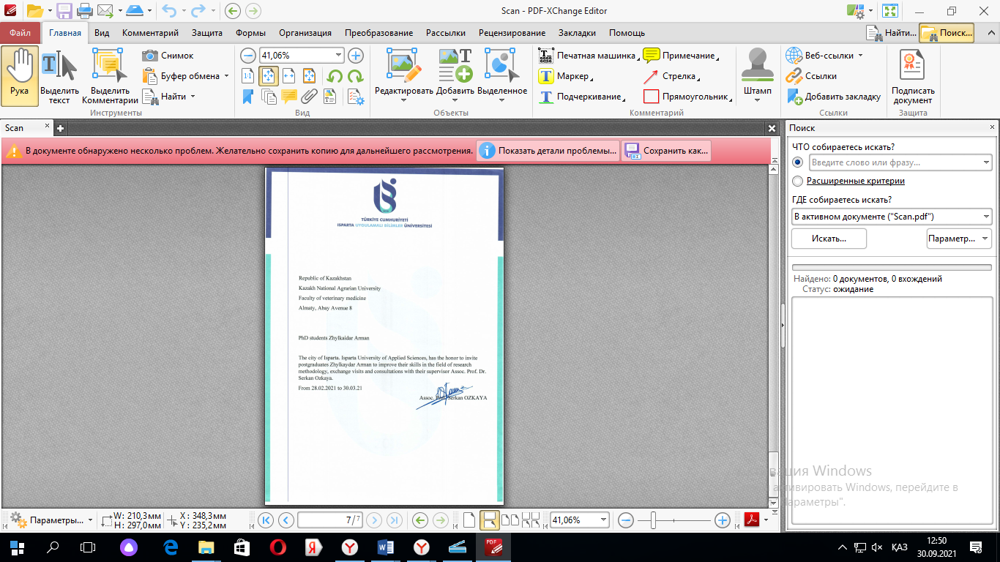 Scan - PDF-XChange Editor
Файл Главная Вид Комментарий Защита Формы Организация Преобразование Рассылки Рецензирование Закладки Помощь Найти... Поиск...
Рука
Выделить текст
Выделить Комментарии
Снимок
Буфер обмена
Найти
Инструменты
41,06%
1:1
Вид
Редактировать
Добавить
Выделенное
Объекты
Печатная машинка
Маркер
Подчеркивание
Примечание
Стрелка
Прямоугольник
Штамп
Комментарий
Веб-ссылки
Ссылки
Добавить закладку
Ссылки
Подписать документ
Защита
Scan
В документе обнаружено несколько проблем. Желательно сохранить копию для дальнейшего рассмотрения. Показать детали проблемы... Сохранить как...
TÜRKİYE CUMHURİYETİ
ISPARTA UYGULAMALI BİLİMLER ÜNİVERSİTESİ
Republic of Kazakhstan
Kazakh National Agrarian University
Faculty of veterinary medicine
Almaty, Abay Avenue 8
PhD students Zhylkaidar Arman
The city of Isparta. Isparta University of Applied Sciences, has the honor to invite
postgraduates Zhylkaydar Arman to improve their skills in the field of research
methodology, exchange visits and consultations with their supervisor Assoc. Prof. Dr.
Serkan Ozkaya.
From 28.02.2021 to 30.03.21
Assoc. Prof. Serkan OZKAYA
Поиск
ЧТО собираетесь искать?
Введите слово или фразу...
Расширенные критерии
ГДЕ собираетесь искать?
В активном документе ("Scan.pdf")
Искать... Параметр...
Найдено: 0 документов, 0 вхождений
Статус: ожидание
Windows
активировать Windows, перейдите в
"Параметры".
Параметры...
W: 210,3мм
H: 297,0мм
X : 348,3мм
Y : 235,2мм
7/7
41,06%
PDF
ҚАЗ
12:50
30.09.2021